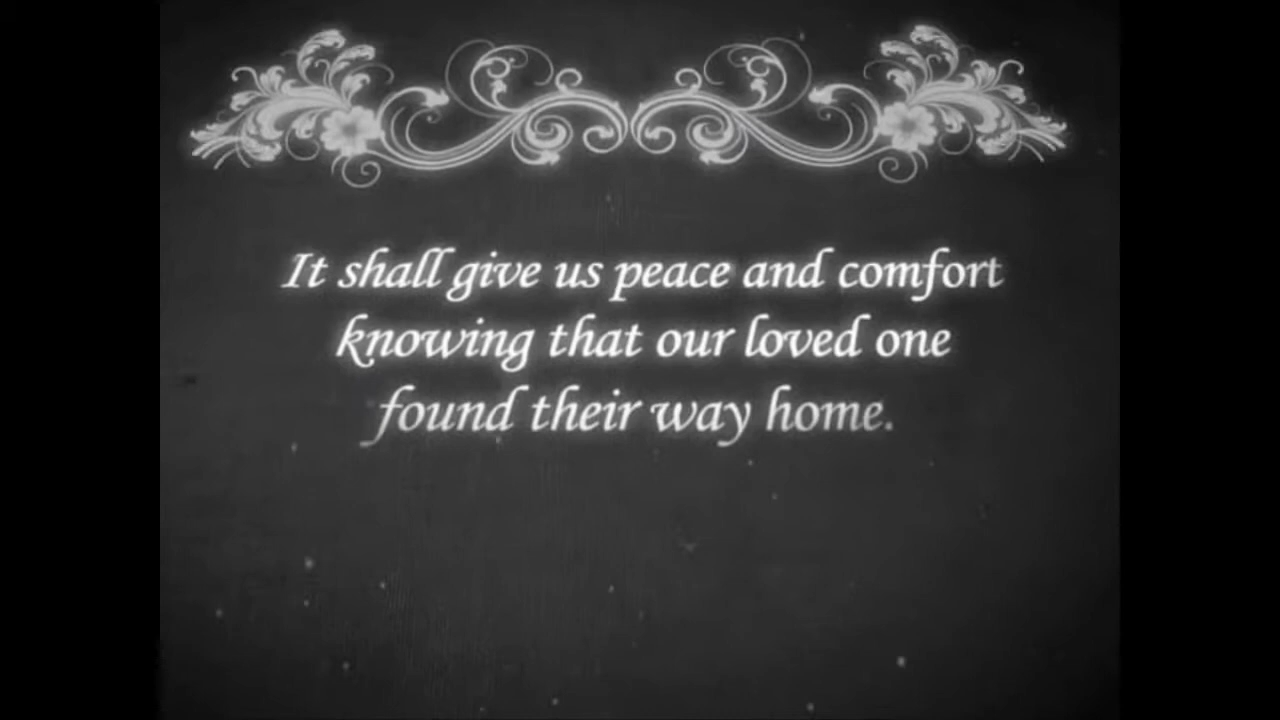 It shall give us peace and comfort
knowing that our loved one
found their way home.